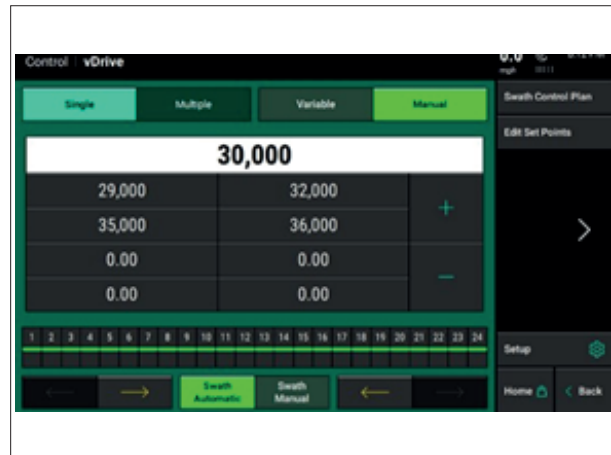 Control vDrive
0.0
mph
Single Multiple Variable Manual
Swath Control Plan
Edit Set Points
30,000
29,000 32,000
+
35,000 36,000
0.00 0.00
−
0.00 0.00
1 2 3 4 5 6 7 8 9 10 11 12 13 14 15 16 17 18 19 20 21 22 23 24
Setup
Swath Automatic
Swath Manual
Home
Back